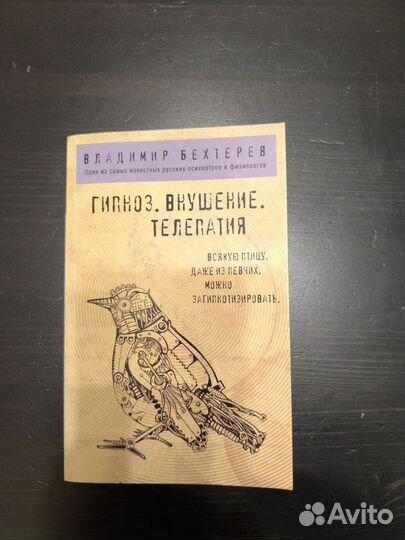 ВЛАДИМИР БЕХТЕРЕВ
Один из самых известных русских психиатров и физиологов
ГИПНОЗ. ВНУШЕНИЕ.
ТЕЛЕПАТИЯ
ВСЯКУЮ ПТИЦУ,
ДАЖЕ ИЗ ПЕВЧИХ,
МОЖНО
ЗАГИПНОТИЗИРОВАТЬ.
Avito